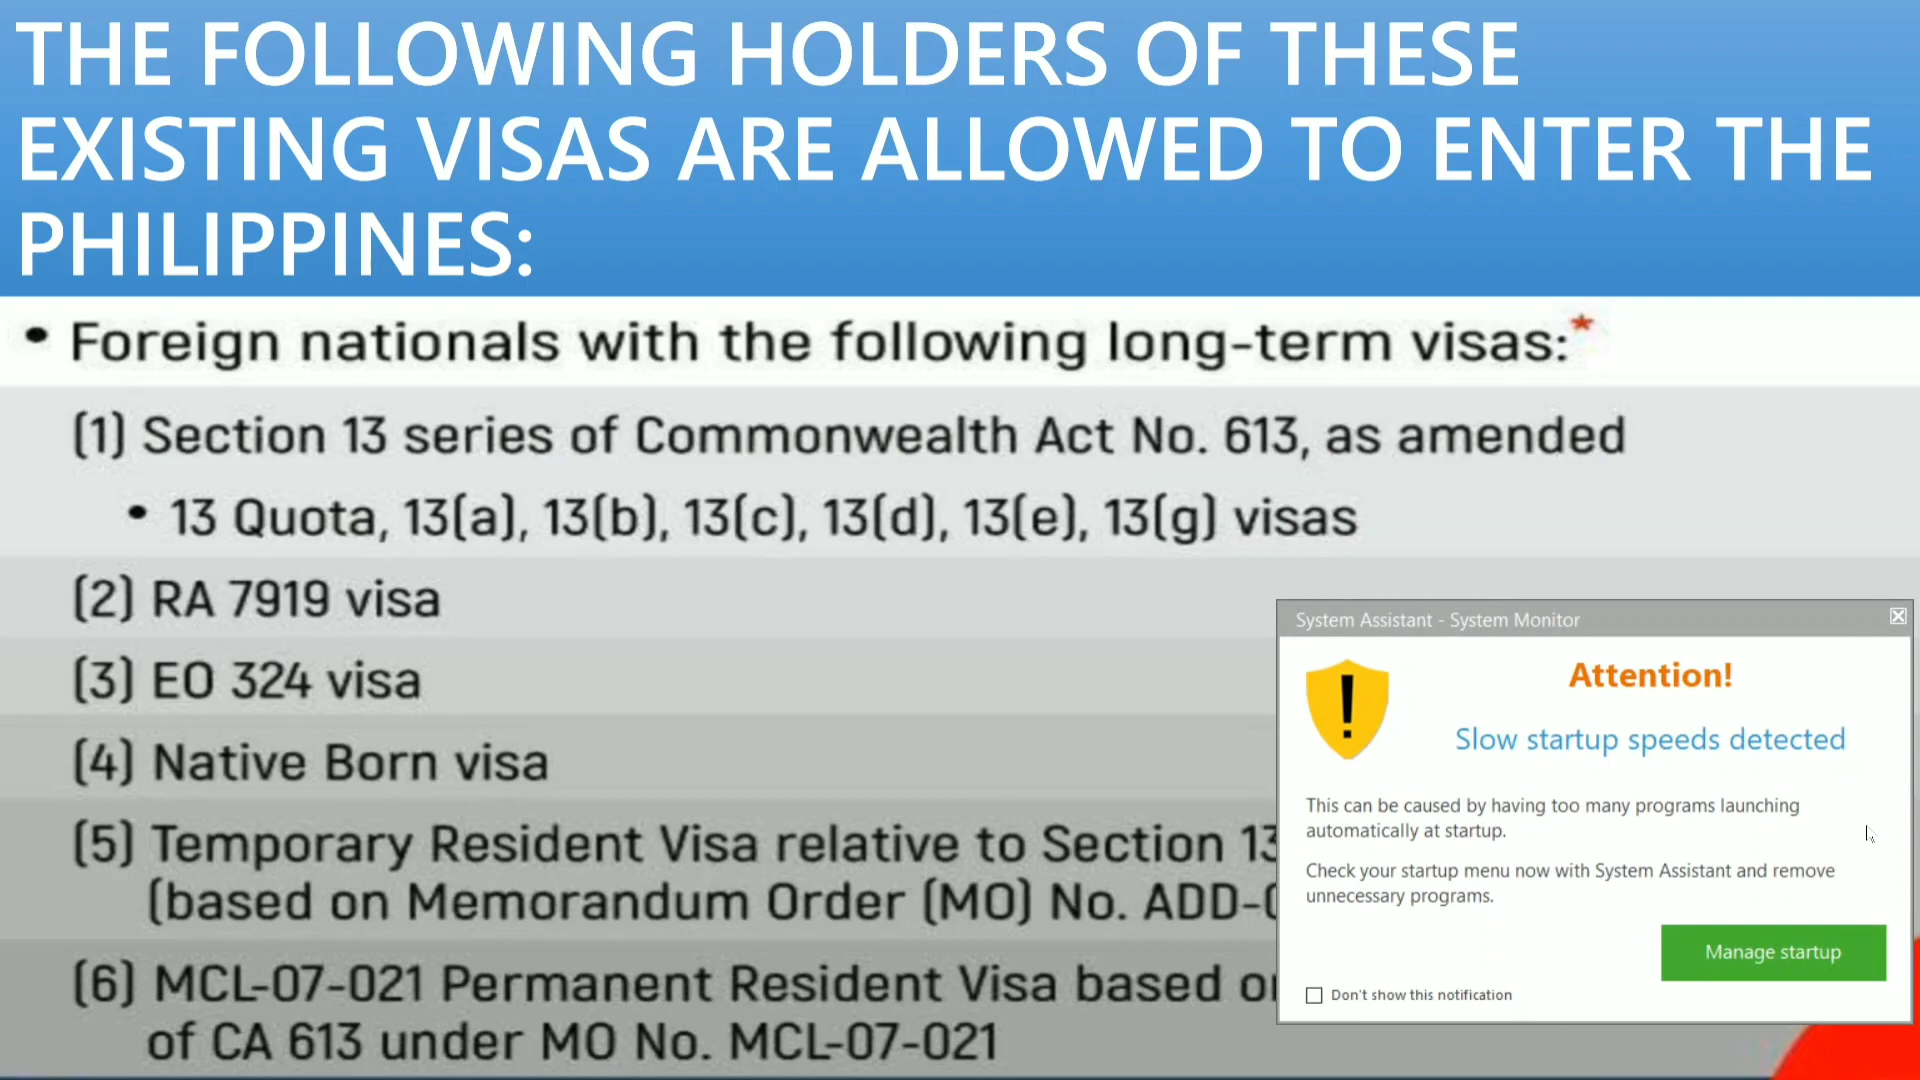 THE FOLLOWING HOLDERS OF THESE
EXISTING VISAS ARE ALLOWED TO ENTER THE
PHILIPPINES:
• Foreign nationals with the following long-term visas:*
(1) Section 13 series of Commonwealth Act No. 613, as amended
• 13 Quota, 13(a), 13(b), 13(c), 13(d), 13(e), 13(g) visas
(2) RA 7919 visa
(3) EO 324 visa
(4) Native Born visa
(5) Temporary Resident Visa relative to Section 13
(based on Memorandum Order (MO) No.
(6) MCL-07-021 Permanent Resident Visa based
of CA 613 under MO No. MCL-07-021
System Assistant - System Monitor
Attention!
Slow startup speeds detected
This can be caused by having too many programs launching
automatically at startup.
Check your startup menu now with System Assistant and remove
unnecessary programs.
Manage startup
Don't show this notification